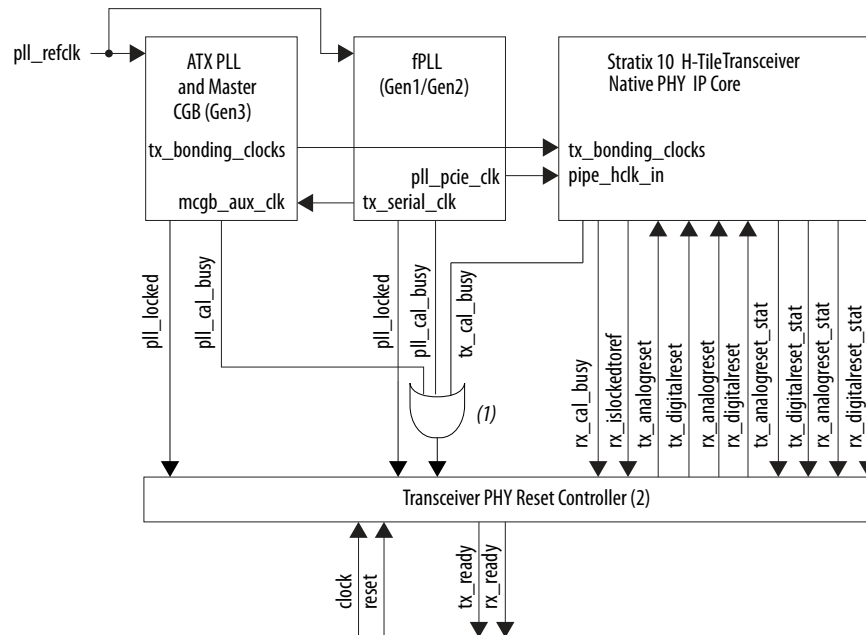 pll_refclk
ATX PLL
and Master
CGB (Gen3)
tx_bonding_clocks
mcgb_aux_clk
fPLL
(Gen1/Gen2)
pll_pcie_clk
tx_serial_clk
Stratix 10 H-Tile Transceiver
Native PHY IP Core
tx_bonding_clocks
pipe_hclk_in
pll_locked
pll_cal_busy
pll_locked
pll_cal_busy
tx_cal_busy
(1)
rx_cal_busy
rx_islockedtoref
tx_analogreset
tx_digitalreset
rx_analogreset
rx_digitalreset
tx_analogreset_stat
tx_digitalreset_stat
rx_analogreset_stat
rx_digitalreset_stat
Transceiver PHY Reset Controller (2)
clock
reset
tx_ready
rx_ready